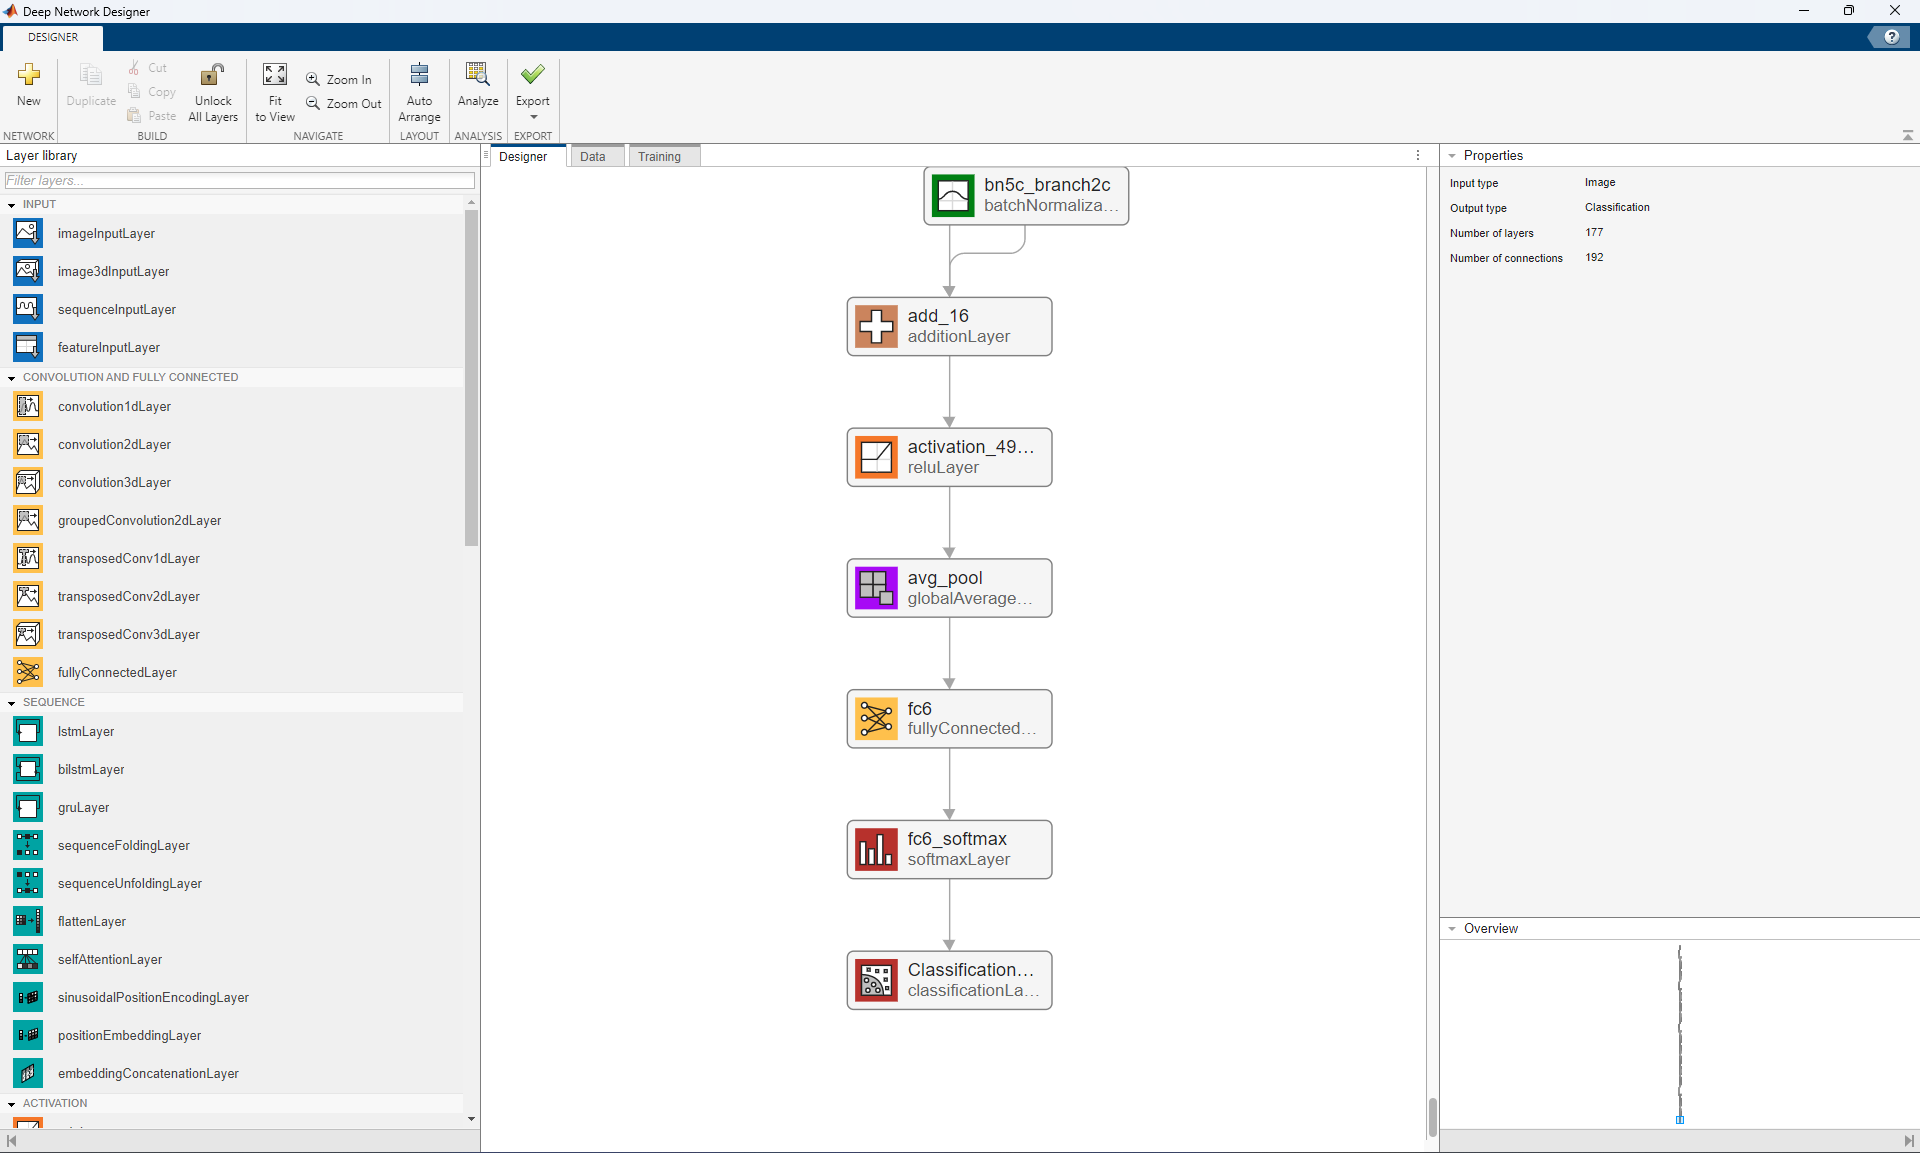 Deep Network Designer
DESIGNER
New
Duplicate
Cut
Copy
Paste
Unlock
All Layers
Fit
to View
Zoom In
Zoom Out
Auto
Arrange
Analyze
Export
NETWORK
BUILD
NAVIGATE
LAYOUT
ANALYSIS
EXPORT
Layer library
Filter layers...
INPUT
imageInputLayer
image3dInputLayer
sequenceInputLayer
featureInputLayer
CONVOLUTION AND FULLY CONNECTED
convolution1dLayer
convolution2dLayer
convolution3dLayer
groupedConvolution2dLayer
transposedConv1dLayer
transposedConv2dLayer
transposedConv3dLayer
fullyConnectedLayer
SEQUENCE
lstmLayer
bilstmLayer
gruLayer
sequenceFoldingLayer
sequenceUnfoldingLayer
flattenLayer
selfAttentionLayer
sinusoidalPositionEncodingLayer
positionEmbeddingLayer
embeddingConcatenationLayer
ACTIVATION
Designer
Data
Training
bn5c_branch2c
batchNormaliza...
add_16
additionLayer
activation_49...
reluLayer
avg_pool
globalAverage...
fc6
fullyConnected...
fc6_softmax
softmaxLayer
Classification...
classificationLa...
Properties
Input type Image
Output type Classification
Number of layers 177
Number of connections 192
Overview